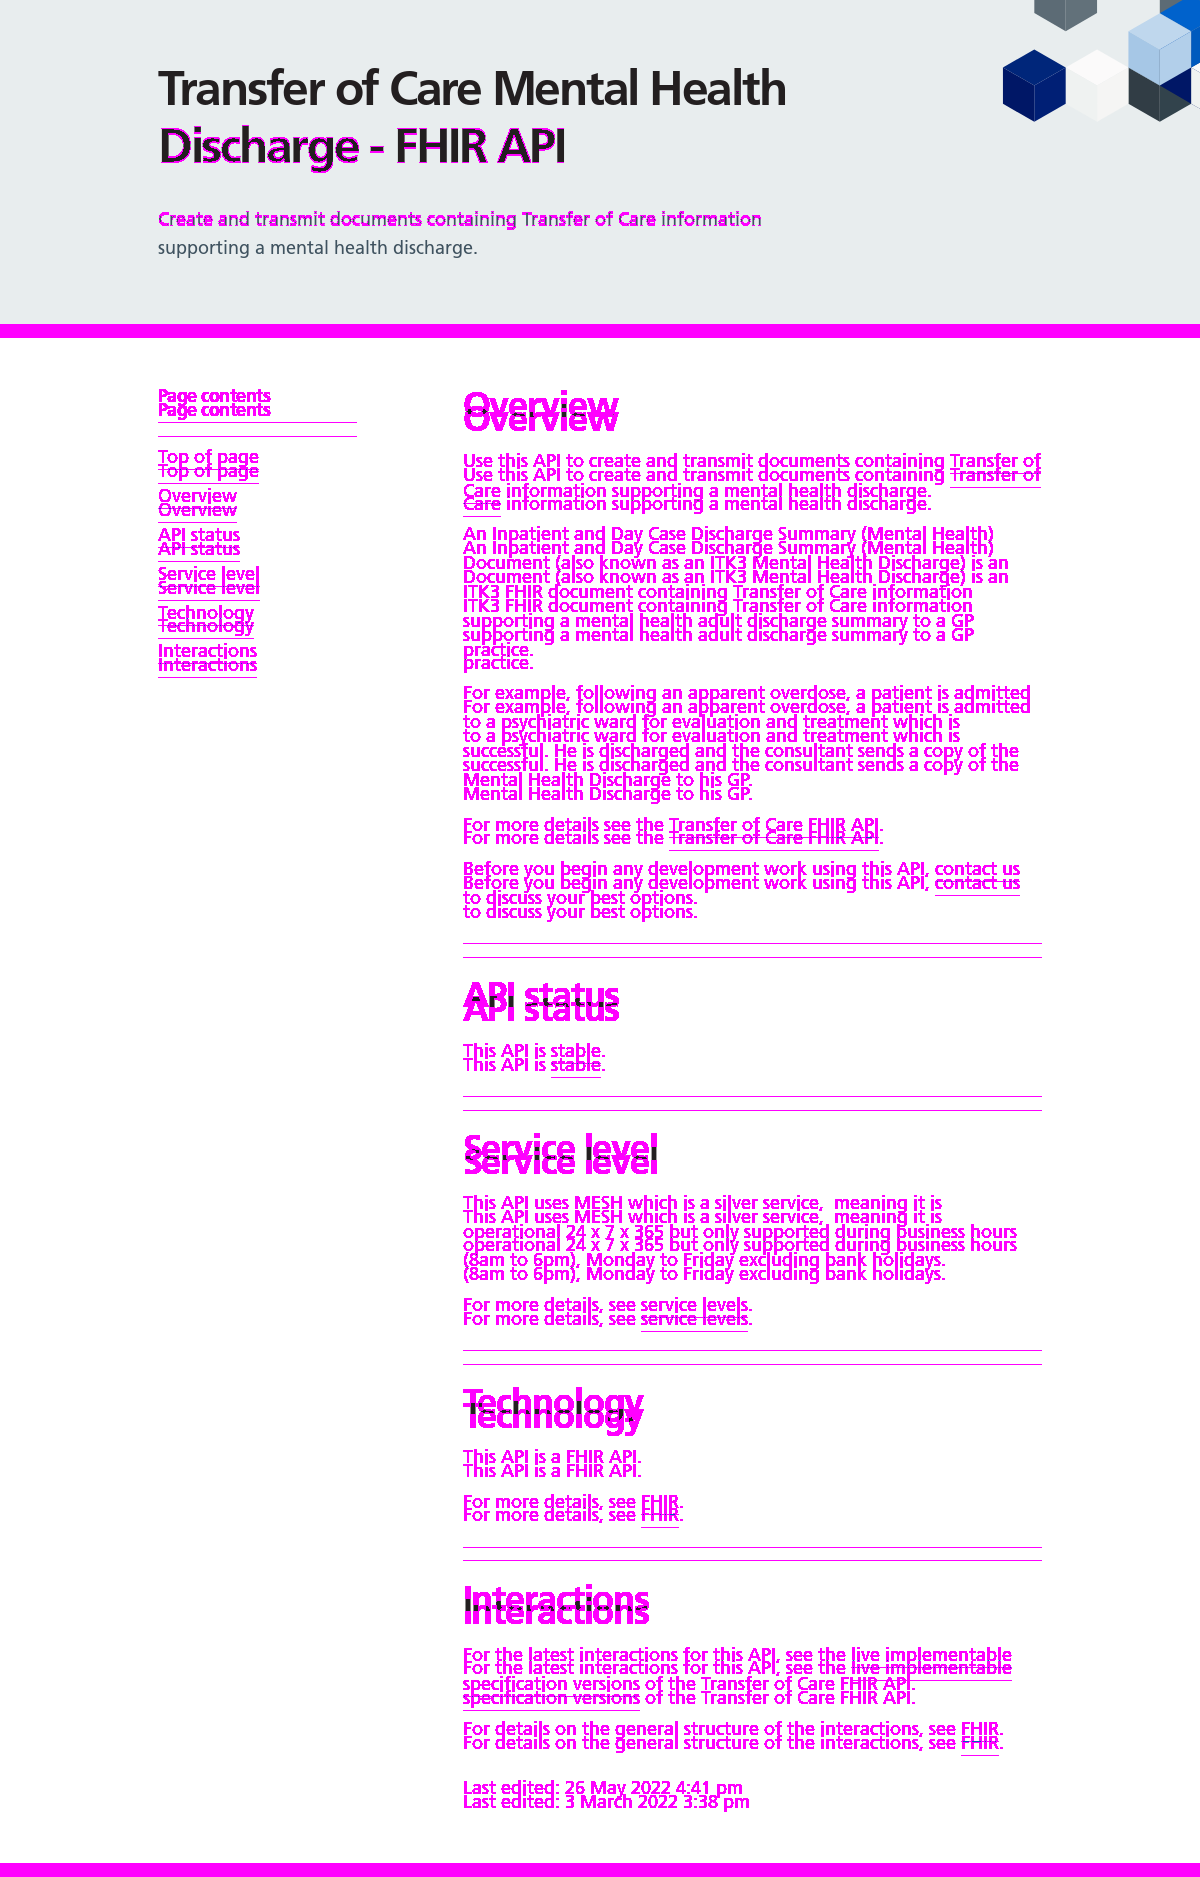 Transfer of Care Mental Health
Discharge - FHIR API
Create and transmit documents containing Transfer of Care information
supporting a mental health discharge.
Page contents
Page contents
Top of page
Top of page
Overview
Overview
API status
API status
Service level
Service level
Technology
Technology
Interactions
Interactions
Overview
Overview
Use this API to create and transmit documents containing Transfer of
Use this API to create and transmit documents containing Transfer of
Care information supporting a mental health discharge.
Care information supporting a mental health discharge.
An Inpatient and Day Case Discharge Summary (Mental Health)
An Inpatient and Day Case Discharge Summary (Mental Health)
Document (also known as an ITK3 Mental Health Discharge) is an
Document (also known as an ITK3 Mental Health Discharge) is an
ITK3 FHIR document containing Transfer of Care information
ITK3 FHIR document containing Transfer of Care information
supporting a mental health adult discharge summary to a GP
supporting a mental health adult discharge summary to a GP
practice.
practice.
For example, following an apparent overdose, a patient is admitted
For example, following an apparent overdose, a patient is admitted
to a psychiatric ward for evaluation and treatment which is
to a psychiatric ward for evaluation and treatment which is
successful. He is discharged and the consultant sends a copy of the
successful. He is discharged and the consultant sends a copy of the
Mental Health Discharge to his GP.
Mental Health Discharge to his GP.
For more details see the Transfer of Care FHIR API.
For more details see the Transfer of Care FHIR API.
Before you begin any development work using this API, contact us
Before you begin any development work using this API, contact us
to discuss your best options.
to discuss your best options.
API status
API status
This API is stable.
This API is stable.
Service level
Service level
This API uses MESH which is a silver service,  meaning it is
This API uses MESH which is a silver service,  meaning it is
operational 24 x 7 x 365 but only supported during business hours
operational 24 x 7 x 365 but only supported during business hours
(8am to 6pm), Monday to Friday excluding bank holidays.
(8am to 6pm), Monday to Friday excluding bank holidays.
For more details, see service levels.
For more details, see service levels.
Technology
Technology
This API is a FHIR API.
This API is a FHIR API.
For more details, see FHIR.
For more details, see FHIR.
Interactions
Interactions
For the latest interactions for this API, see the live implementable
For the latest interactions for this API, see the live implementable
specification versions of the Transfer of Care FHIR API.
specification versions of the Transfer of Care FHIR API.
For details on the general structure of the interactions, see FHIR.
For details on the general structure of the interactions, see FHIR.
Last edited: 26 May 2022 4:41 pm
Last edited: 3 March 2022 3:38 pm